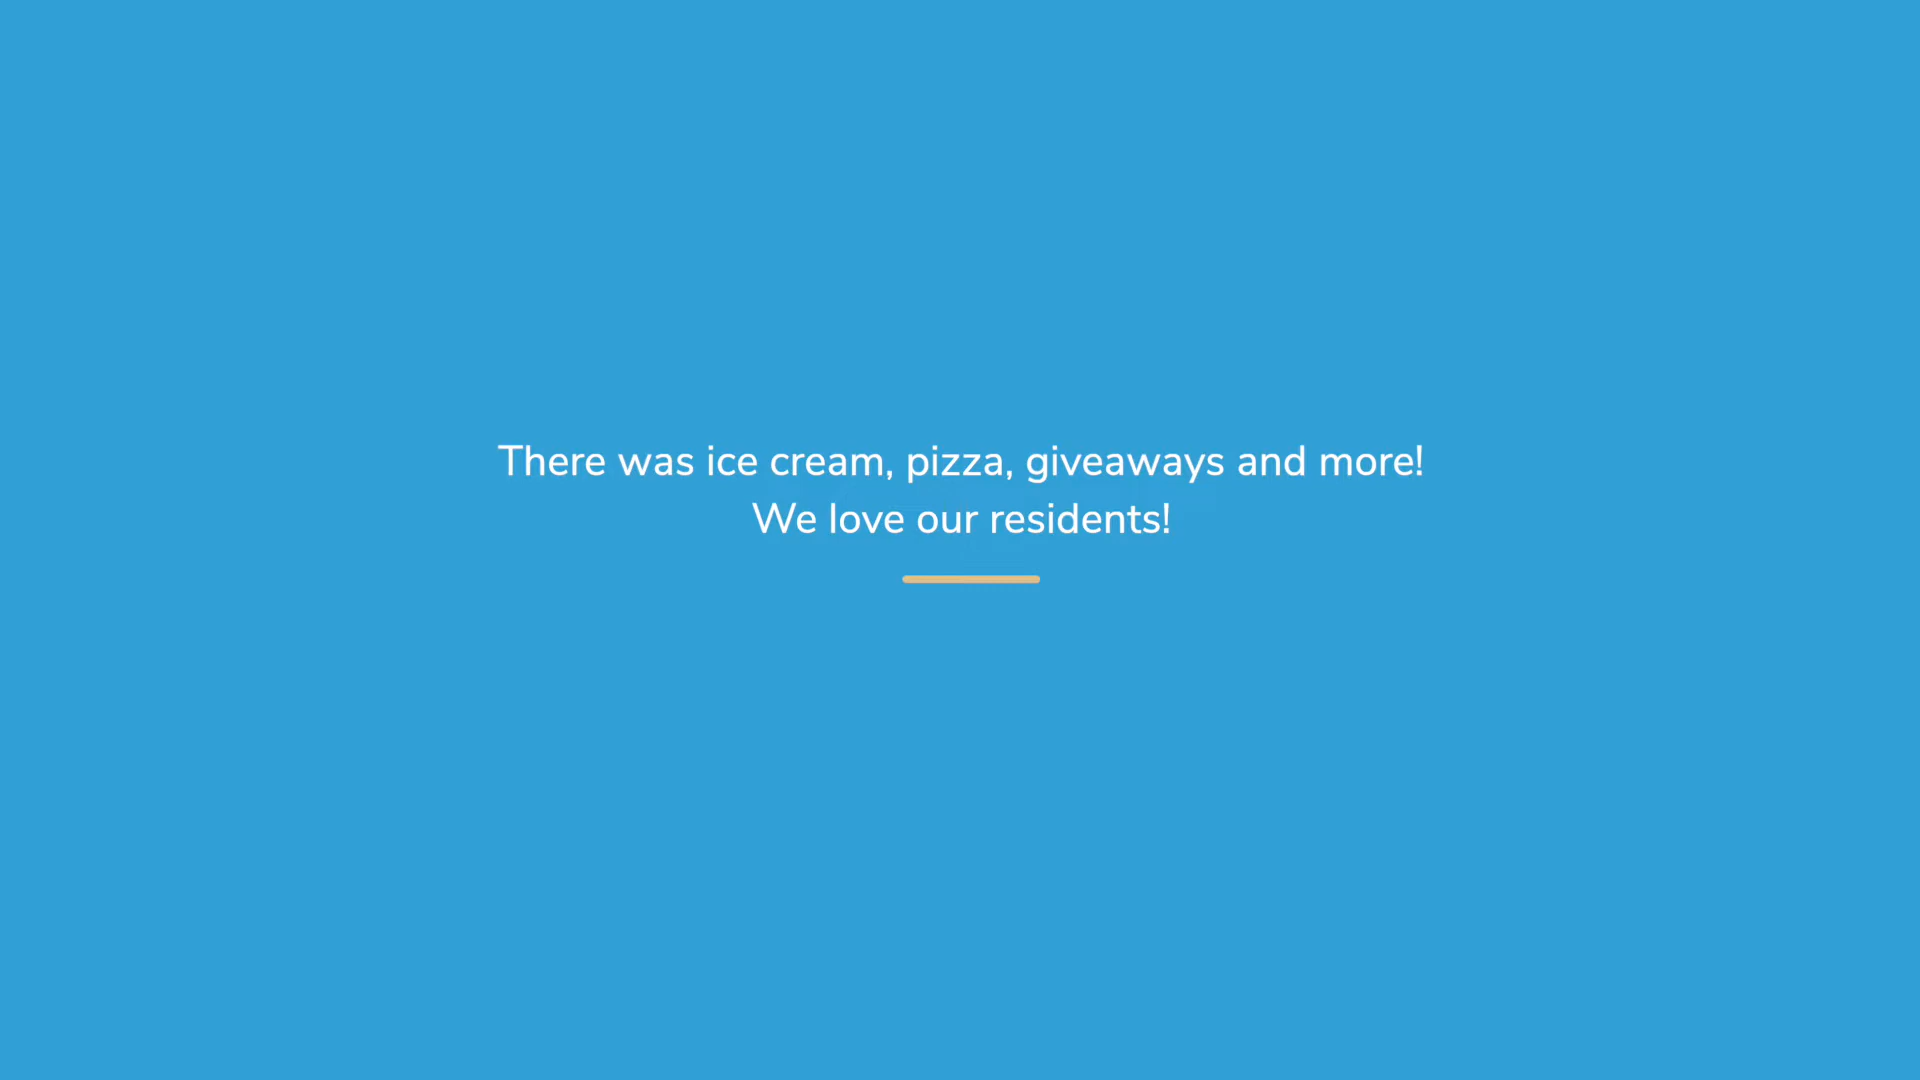 There was ice cream, pizza, giveaways and more!
We love our residents!